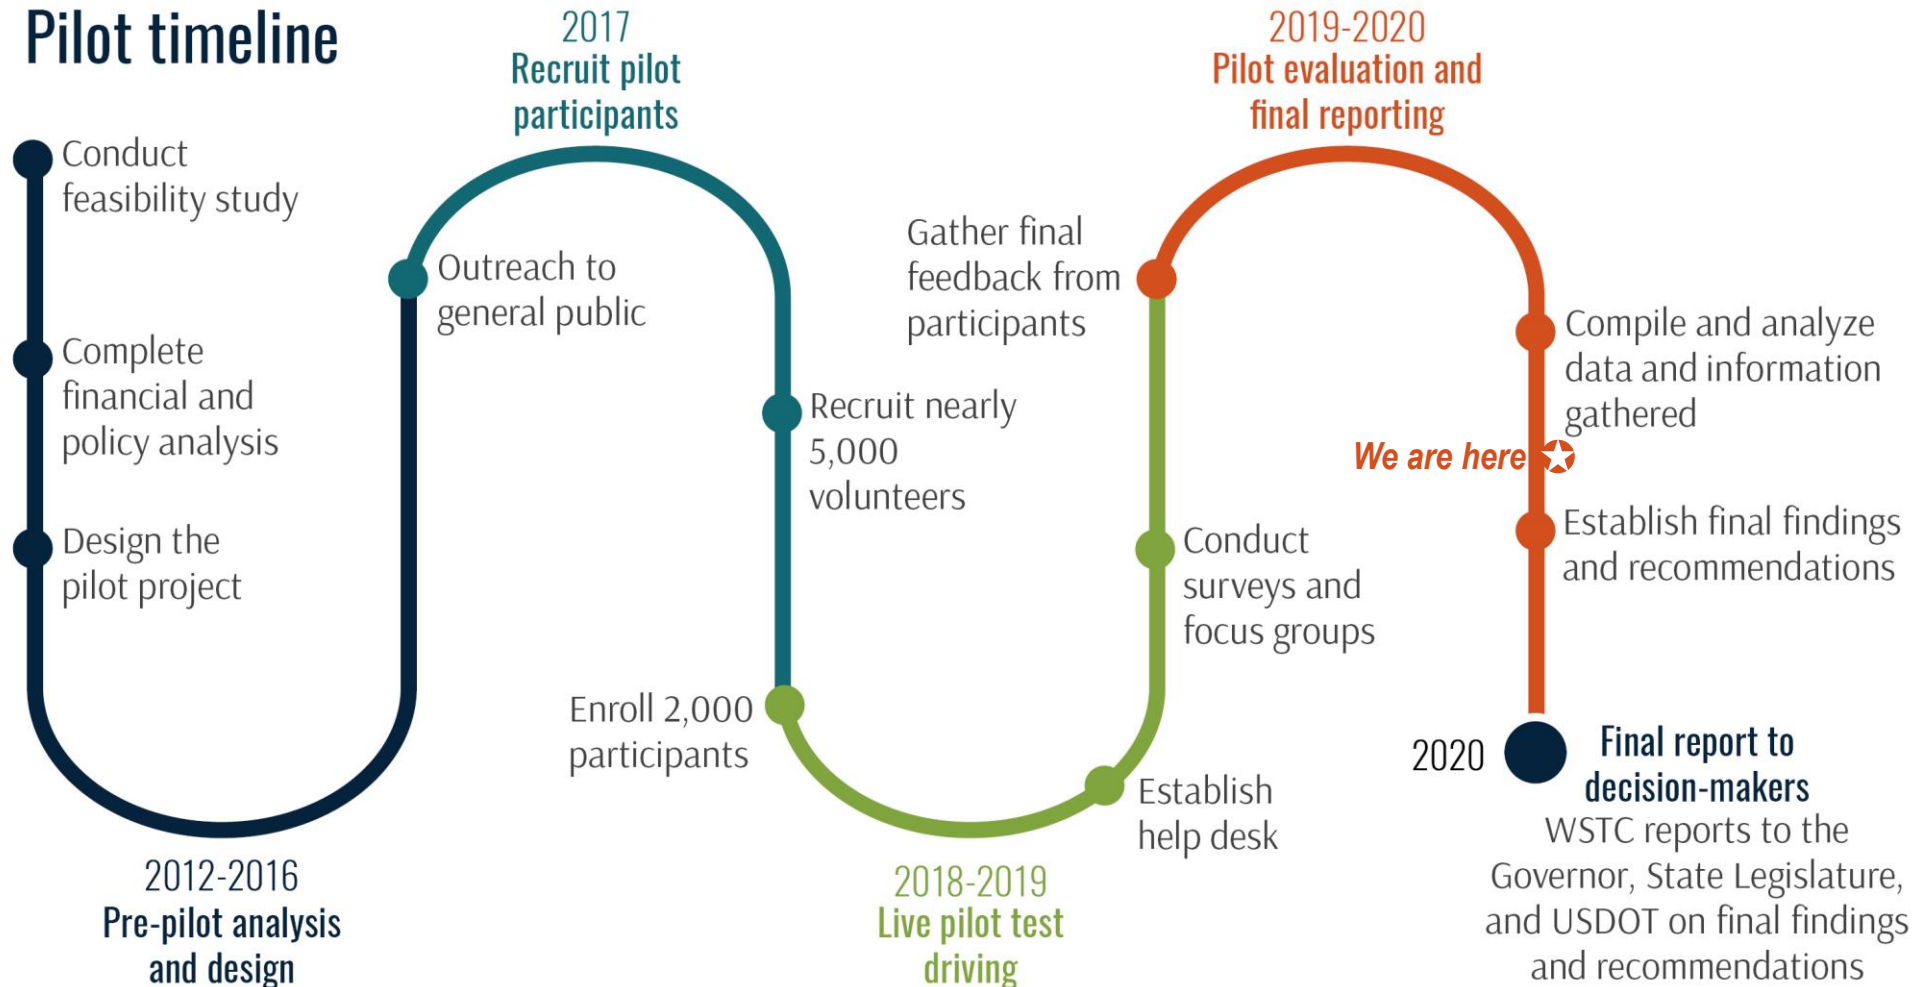 Pilot timeline
Conduct
feasibility study
Complete
financial and
policy analysis
Design the
pilot project
2012-2016
Pre-pilot analysis
and design
2017
Recruit pilot
participants
Outreach to
general public
Recruit nearly
5,000
volunteers
Enroll 2,000
participants
2018-2019
Live pilot test
driving
Establish
help desk
Conduct
surveys and
focus groups
Gather final
feedback from
participants
2019-2020
Pilot evaluation and
final reporting
Compile and analyze
data and information
gathered
We are here
Establish final findings
and recommendations
2020
Final report to
decision-makers
WSTC reports to the
Governor, State Legislature,
and USDOT on final findings
and recommendations